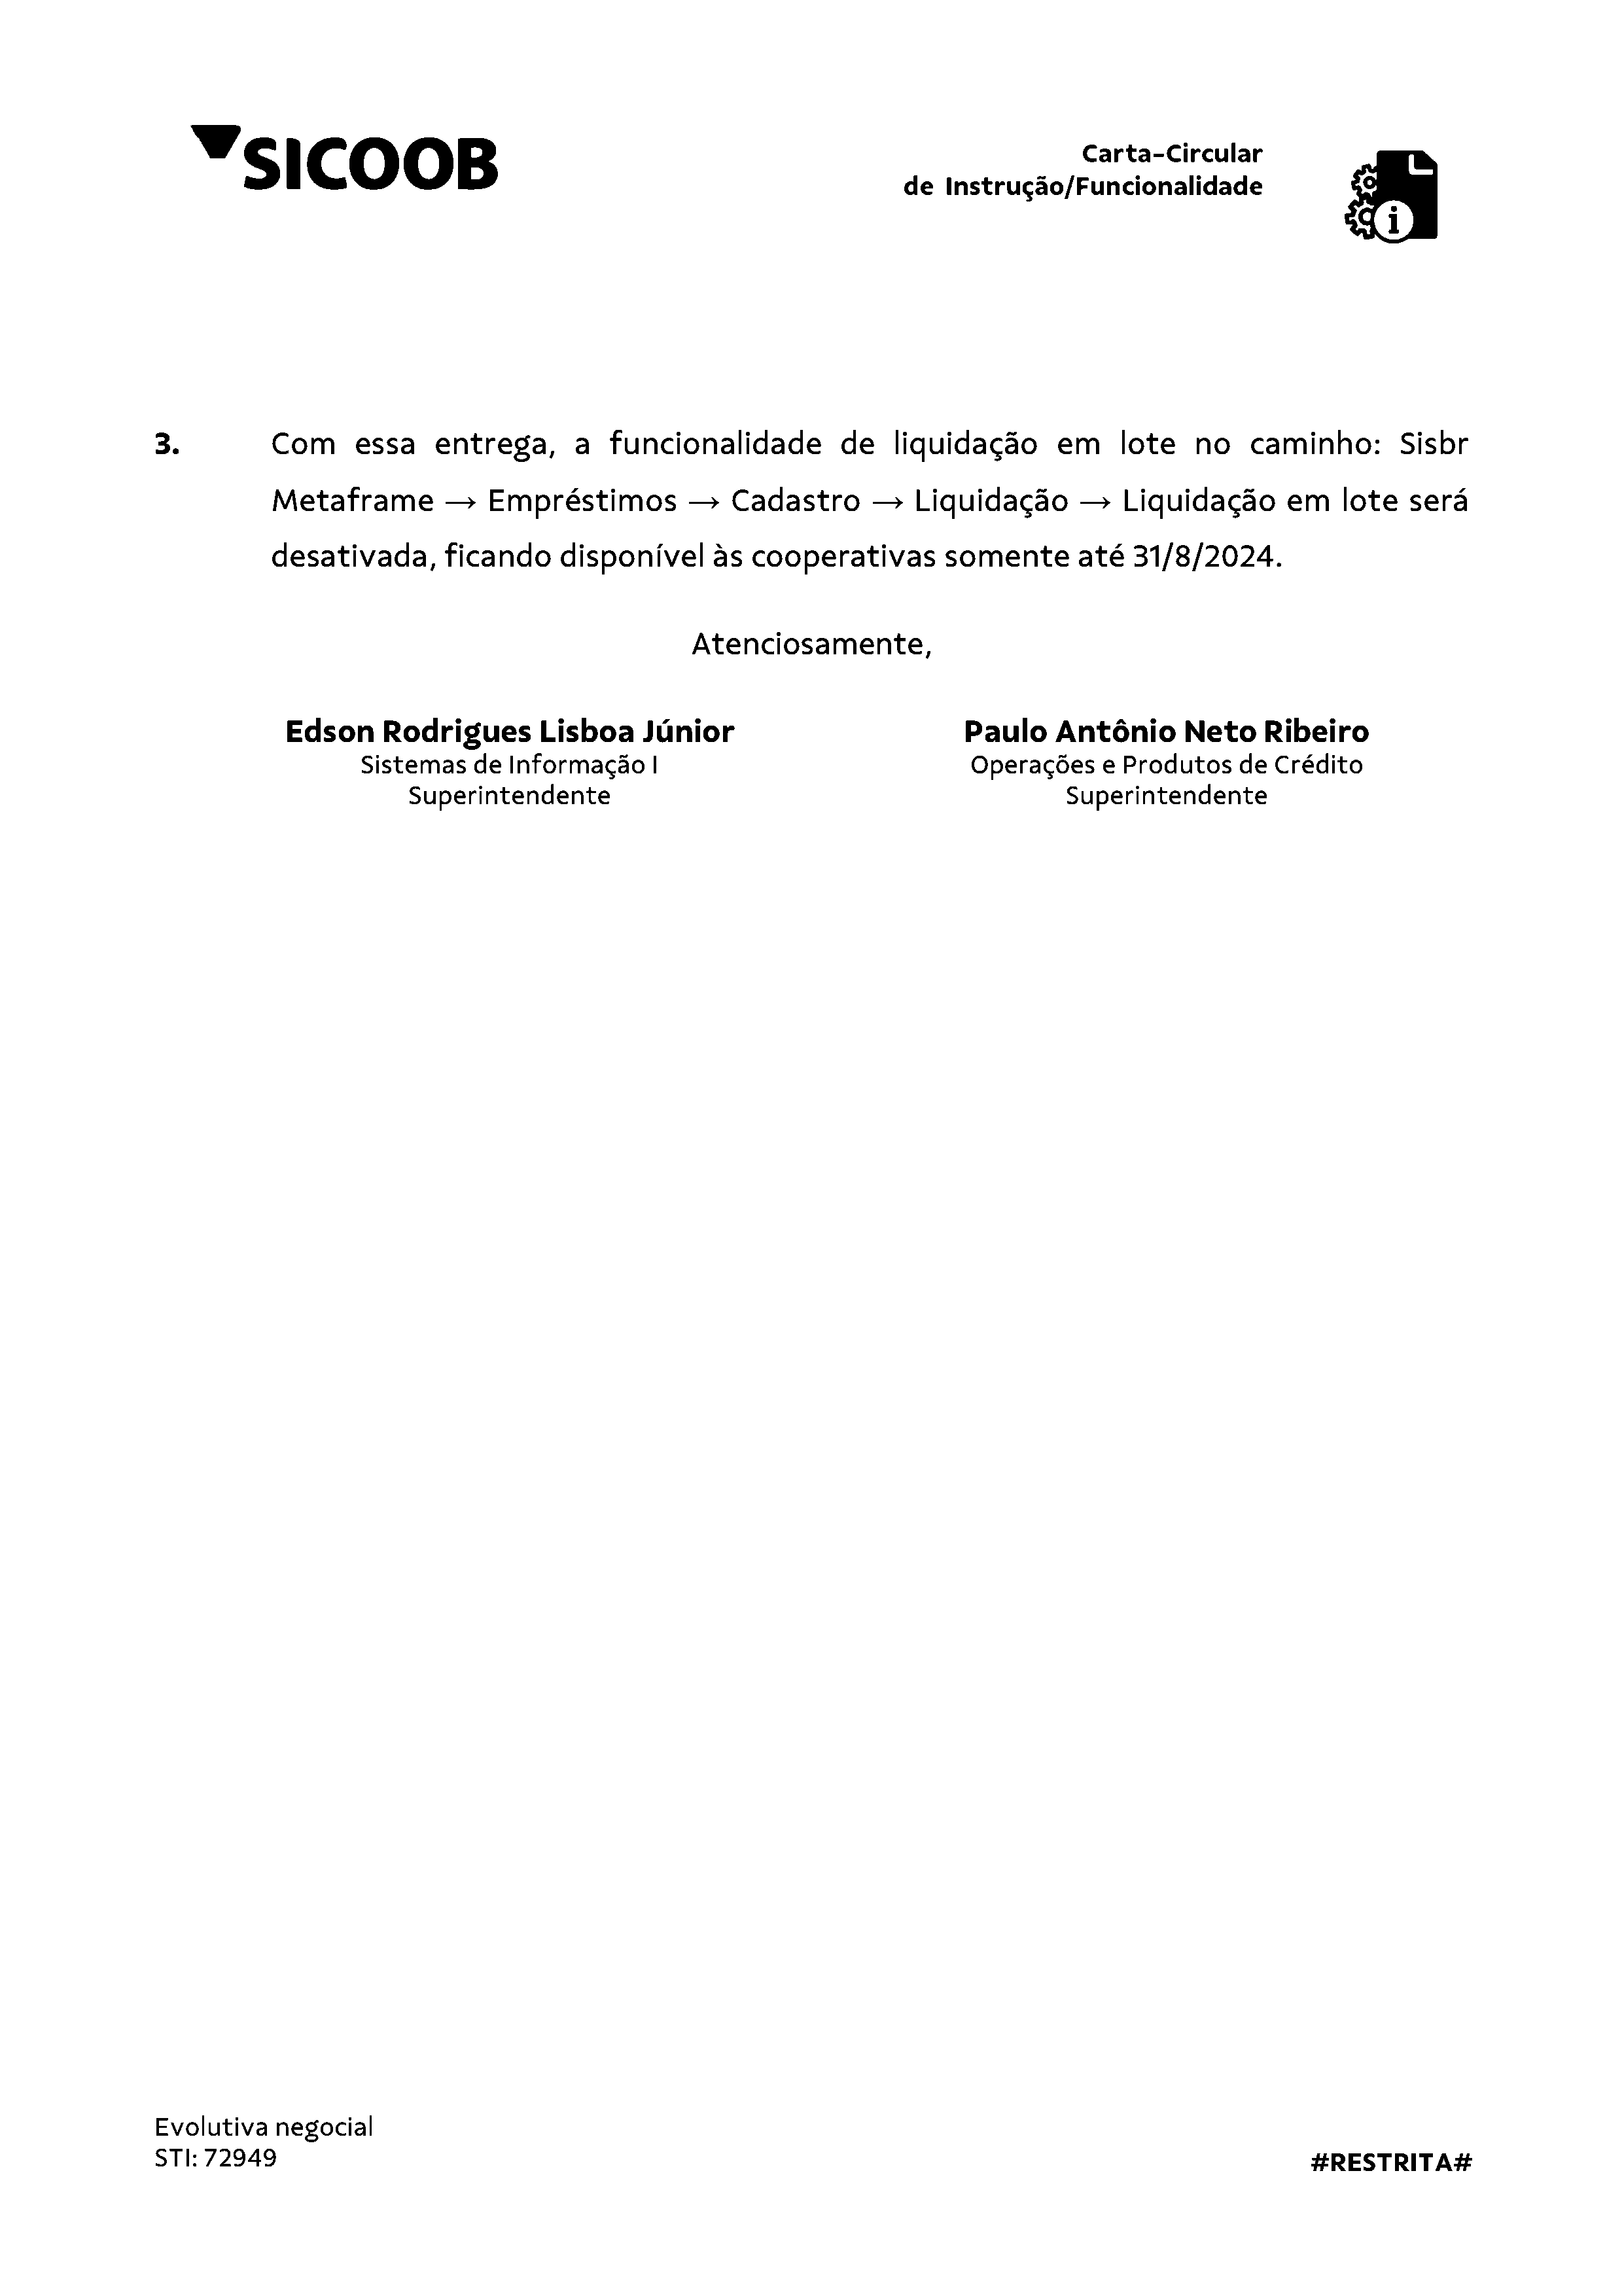 SICOOB
Carta-Circular
de Instrução/Funcionalidade
i
3. Com essa entrega, a funcionalidade de liquidação em lote no caminho: Sisbr
Metaframe → Empréstimos → Cadastro → Liquidação → Liquidação em lote será
desativada, ficando disponível às cooperativas somente até 31/8/2024.
Atenciosamente,
Edson Rodrigues Lisboa Júnior
Sistemas de Informação I
Superintendente
Paulo Antônio Neto Ribeiro
Operações e Produtos de Crédito
Superintendente
Evolutiva negocial
STI: 72949
#RESTRITA#